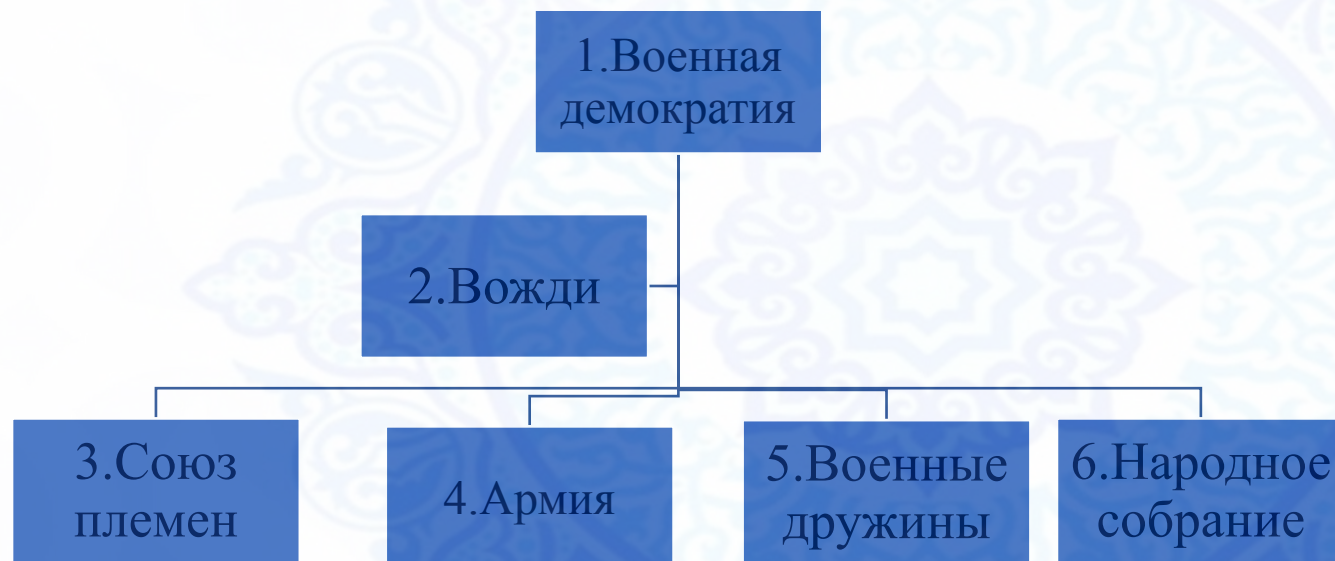 1.Военная
демократия
2.Вожди
3.Союз
племен
4.Армия
5.Военные
дружины
6.Народное
собрание